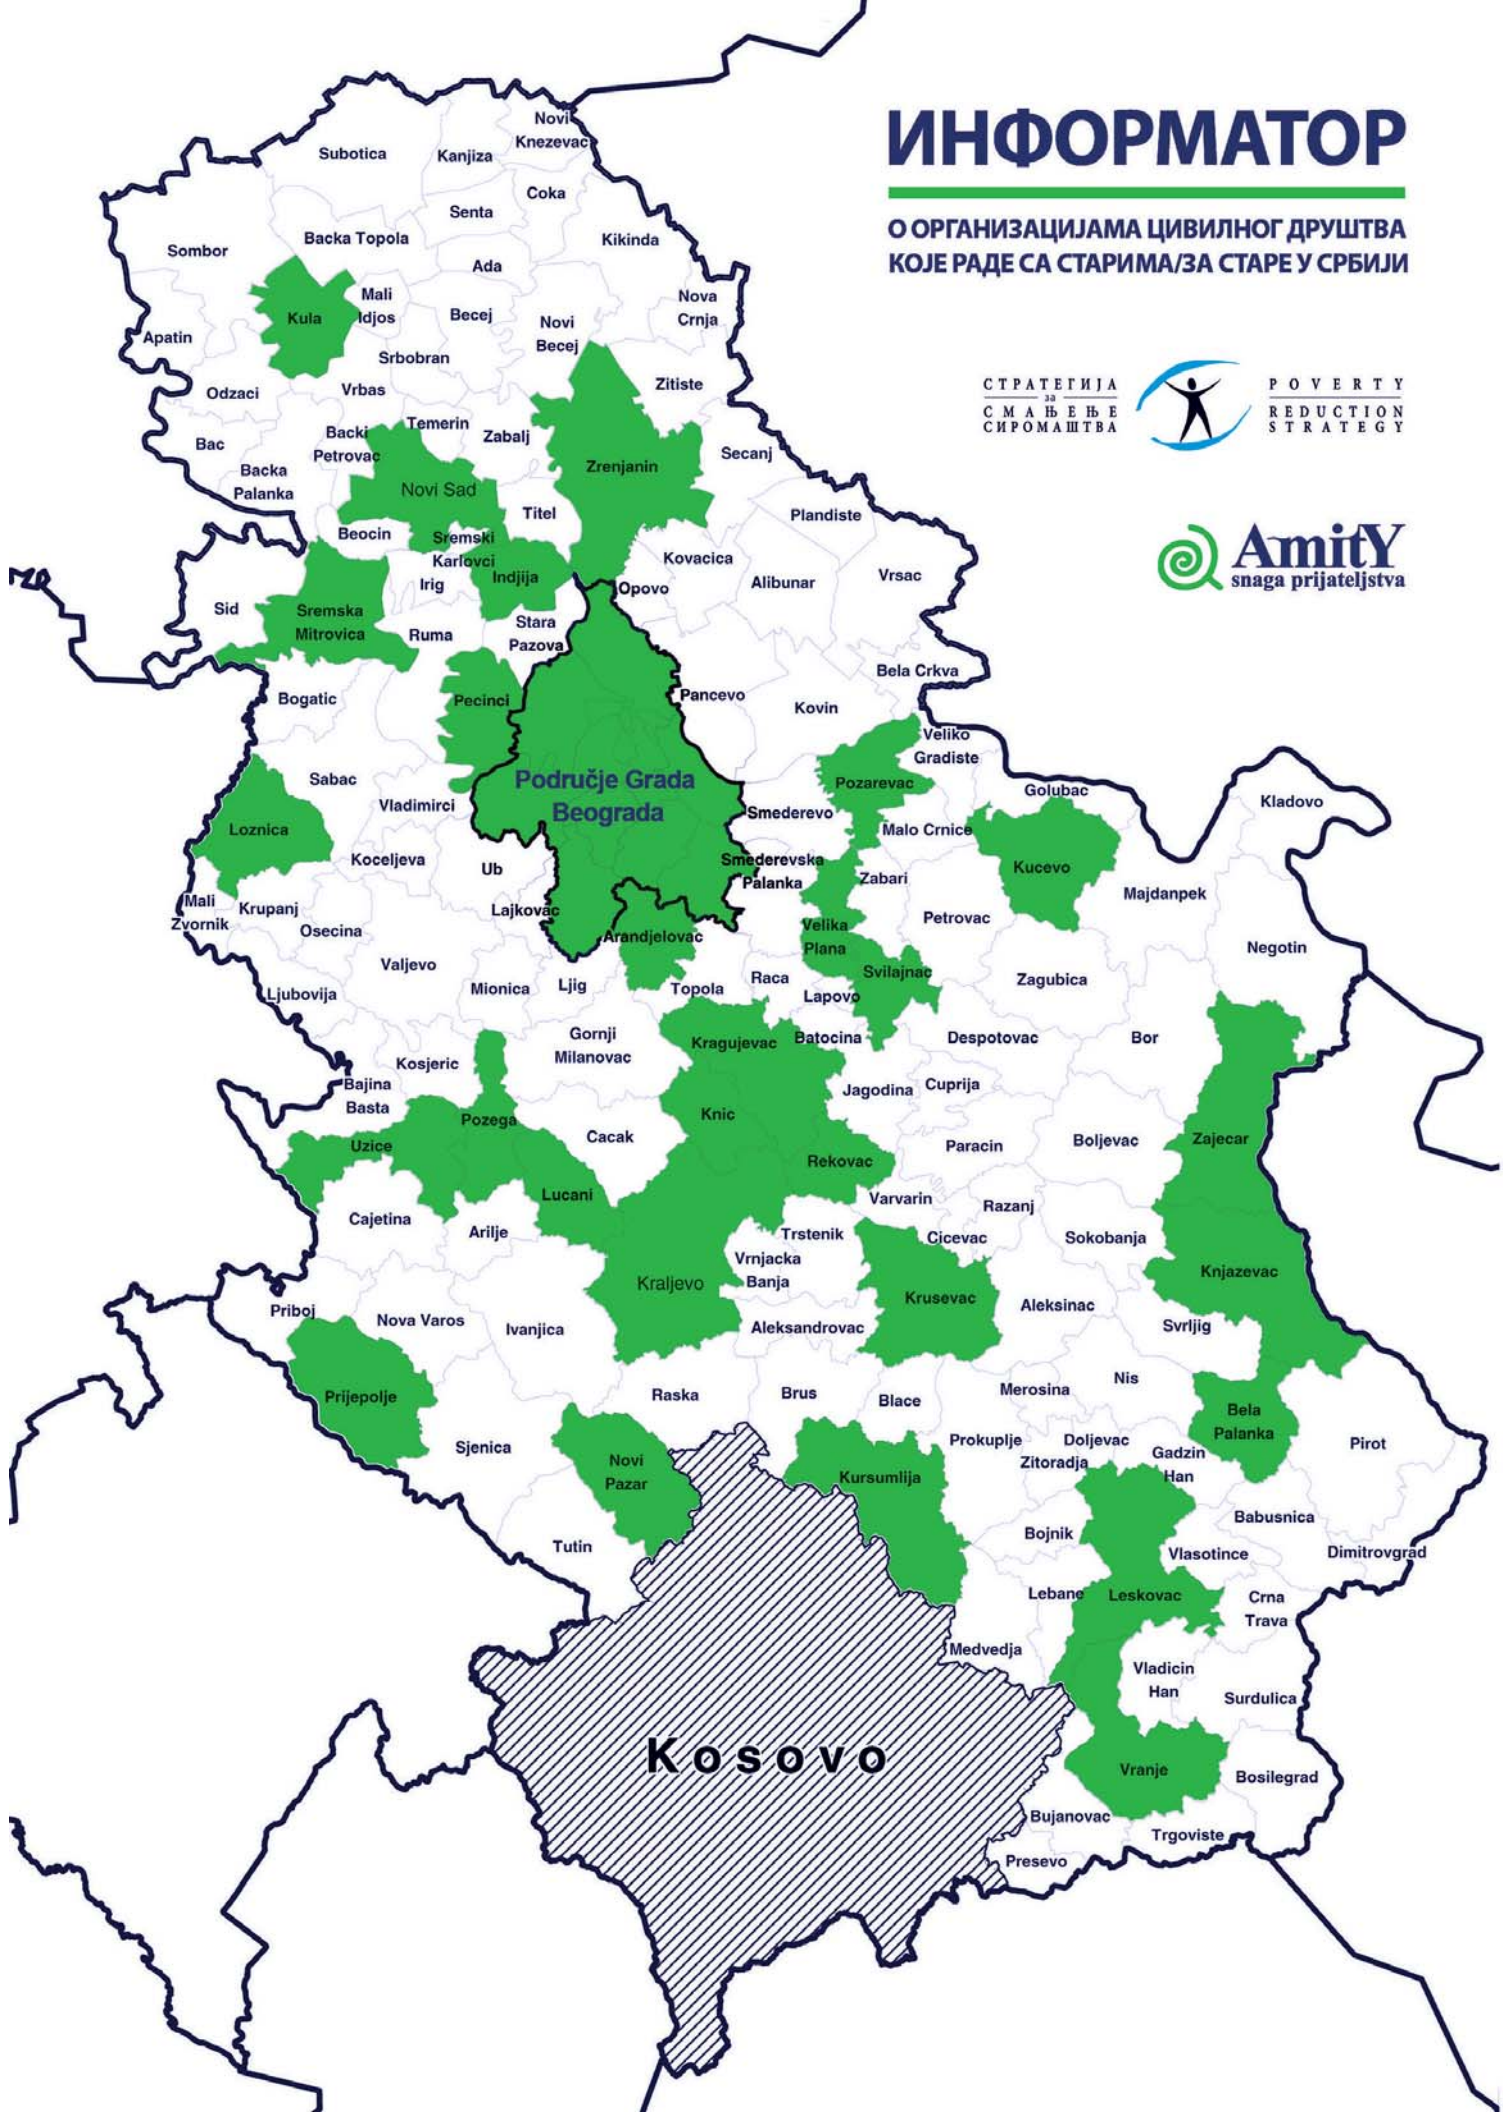 ИНФОРМАТОР
О ОРГАНИЗАЦИЈАМА ЦИВИЛНОГ ДРУШТВА
КОЈЕ РАДЕ СА СТАРИМА/ЗА СТАРЕ У СРБИЈИ
СТРАТЕГИЈА
за
СМАЊЕЊЕ
СИРОМАШТВА
POVERTY
REDUCTION
STRATEGY
AmitY
snaga prijateljstva
Novi
Knezevac
Subotica
Kanjiza
Coka
Senta
Backa Topola
Kikinda
Sombor
Ada
Mali
Idjos
Nova
Crnja
Kula
Becej
Novi
Becej
Apatin
Srbobran
Zitiste
Odzaci
Vrbas
Temerin
Backi
Petrovac
Zabalj
Bac
Secanj
Backa
Palanka
Zrenjanin
Novi Sad
Titel
Plandiste
Beocin
Sremski
Karlovci
Kovacica
Irig
Indjija
Opovo
Alibunar
Vrsac
Sid
Sremska
Mitrovica
Ruma
Stara
Pazova
Bela Crkva
Bogatic
Pecinci
Pancevo
Kovin
Veliko
Gradiste
Sabac
Područje Grada
Beograda
Pozarevac
Golubac
Kladovo
Vladimirci
Smederevo
Loznica
Malo Crnice
Koceljeva
Ub
Smederevska
Palanka
Zabari
Kucevo
Majdanpek
Mali
Zvornik
Krupanj
Lajkovac
Petrovac
Osecina
Velika
Plana
Arandjelovac
Negotin
Valjevo
Svilajnac
Zagubica
Ljubovija
Mionica
Ljig
Topola
Raca
Lapovo
Gornji
Milanovac
Kragujevac
Batocina
Despotovac
Bor
Kosjeric
Bajina
Basta
Jagodina
Cuprija
Knic
Pozega
Uzice
Cacak
Paracin
Boljevac
Zajecar
Rekovac
Lucani
Varvarin
Razanj
Cajetina
Arilje
Trstenik
Cicevac
Sokobanja
Vrnjacka
Banja
Kraljevo
Knjazevac
Krusevac
Aleksinac
Priboj
Nova Varos
Ivanjica
Aleksandrovac
Svrljig
Prijepolje
Raska
Brus
Blace
Merosina
Nis
Bela
Palanka
Sjenica
Prokuplje
Doljevac
Zitoradja
Gadzin
Han
Pirot
Novi
Pazar
Kursumlija
Babusnica
Tutin
Bojnik
Vlasotince
Dimitrovgrad
Lebane
Leskovac
Crna
Trava
Medvedja
Vladicin
Han
Surdulica
Kosovo
Vranje
Bosilegrad
Bujanovac
Trgoviste
Presevo